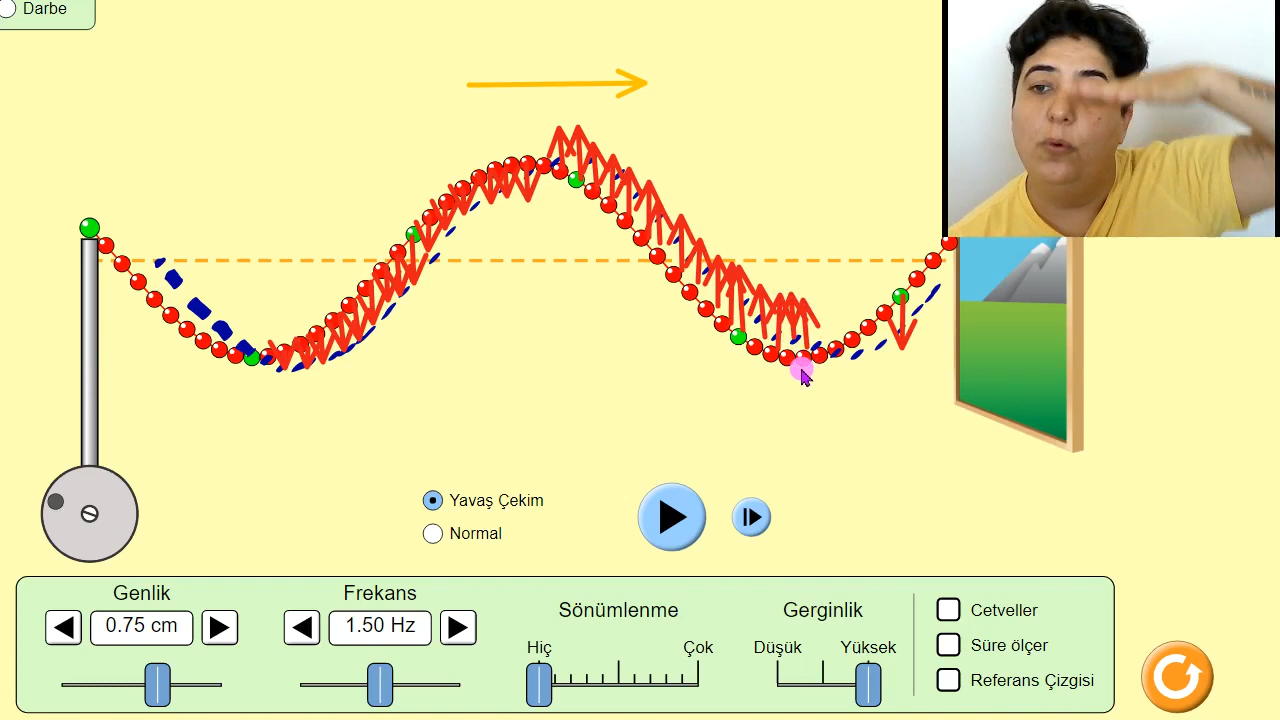 Darbe
Yavaş Çekim
Normal
Genlik
0.75 cm
Frekans
1.50 Hz
Sönümlenme
Hiç
Çok
Gerginlik
Düşük
Yüksek
Cetveller
Süre ölçer
Referans Çizgisi